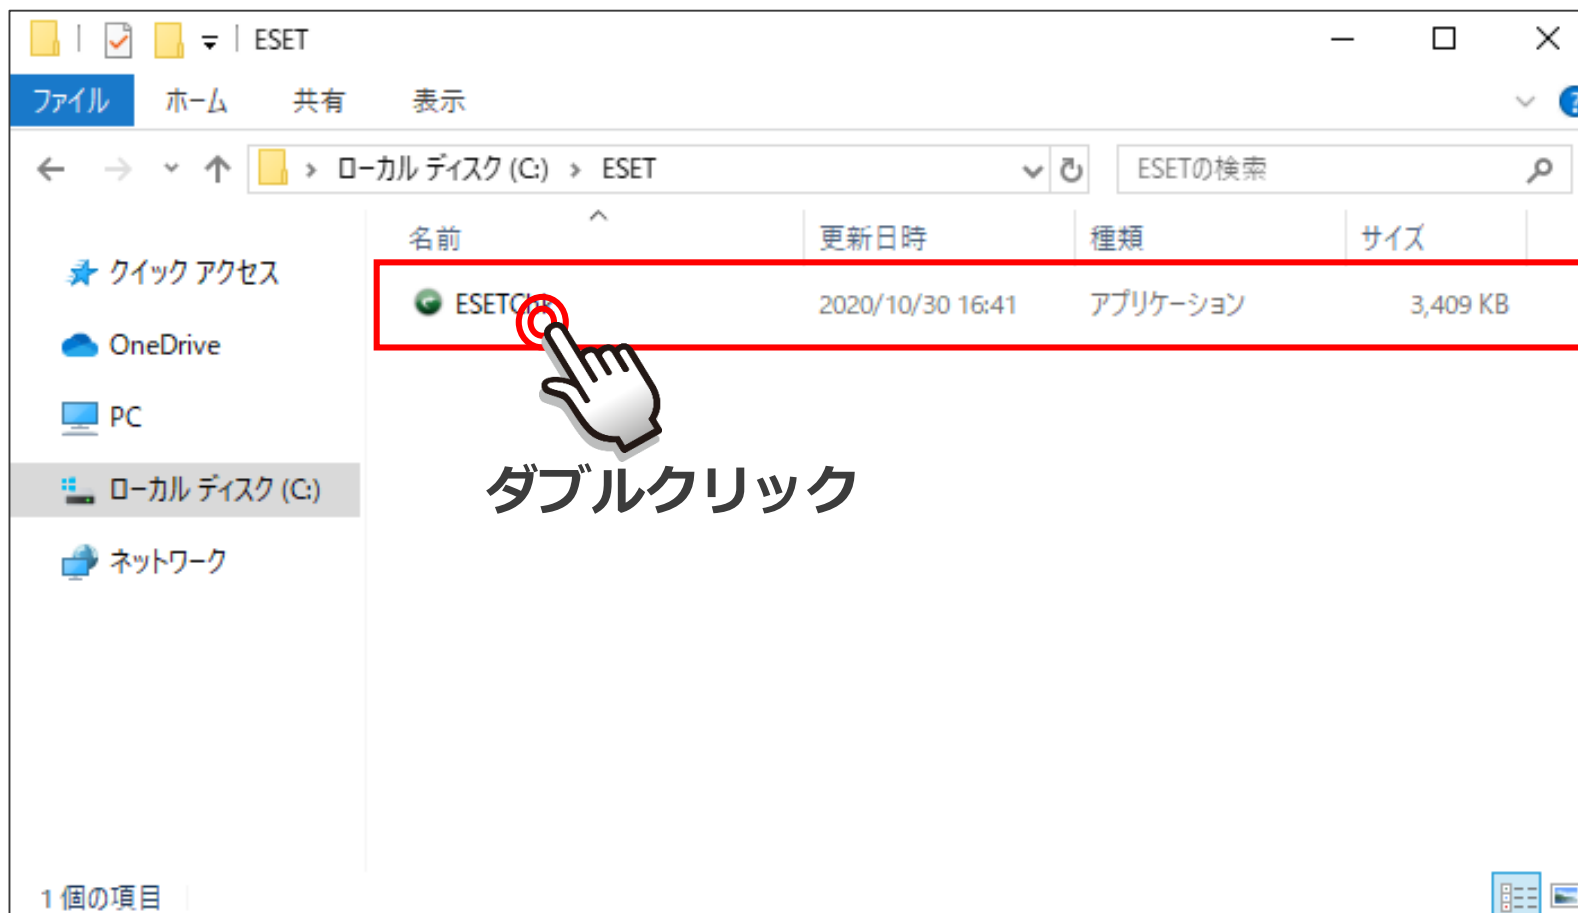 ESET
ファイル ホーム 共有 表示
ローカル ディスク (C:) ESET ESETの検索
名前 更新日時 種類 サイズ
クイック アクセス
ESETChk 2020/10/30 16:41 アプリケーション 3,409 KB
OneDrive
PC
ローカル ディスク (C:)
ダブルクリック
ネットワーク
1 個の項目